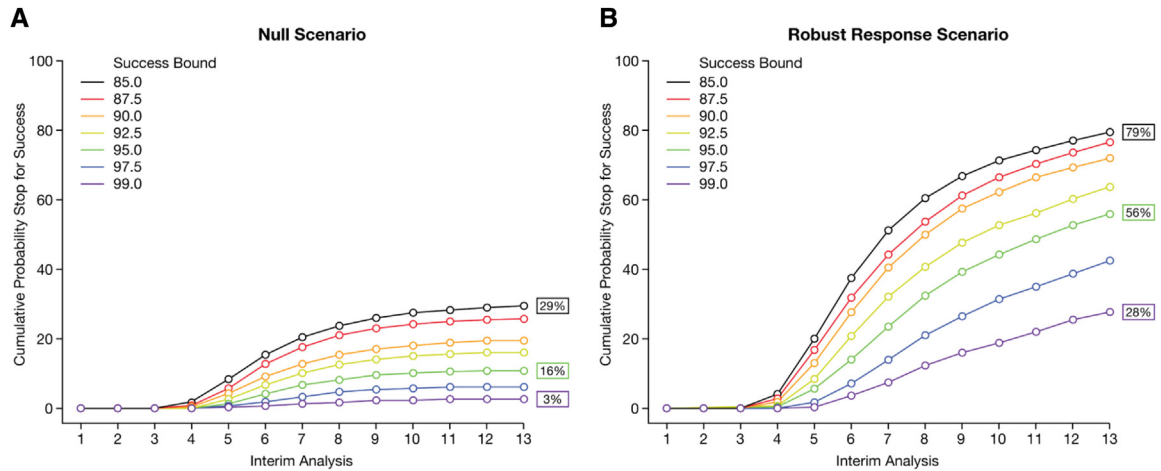 A
Null Scenario
Cumulative Probability Stop for Success
100
80
60
40
20
0
Success Bound
85.0
87.5
90.0
92.5
95.0
97.5
99.0
29%
16%
3%
1 2 3 4 5 6 7 8 9 10 11 12 13
Interim Analysis
B
Robust Response Scenario
Cumulative Probability Stop for Success
100
80
60
40
20
0
Success Bound
85.0
87.5
90.0
92.5
95.0
97.5
99.0
79%
56%
28%
1 2 3 4 5 6 7 8 9 10 11 12 13
Interim Analysis